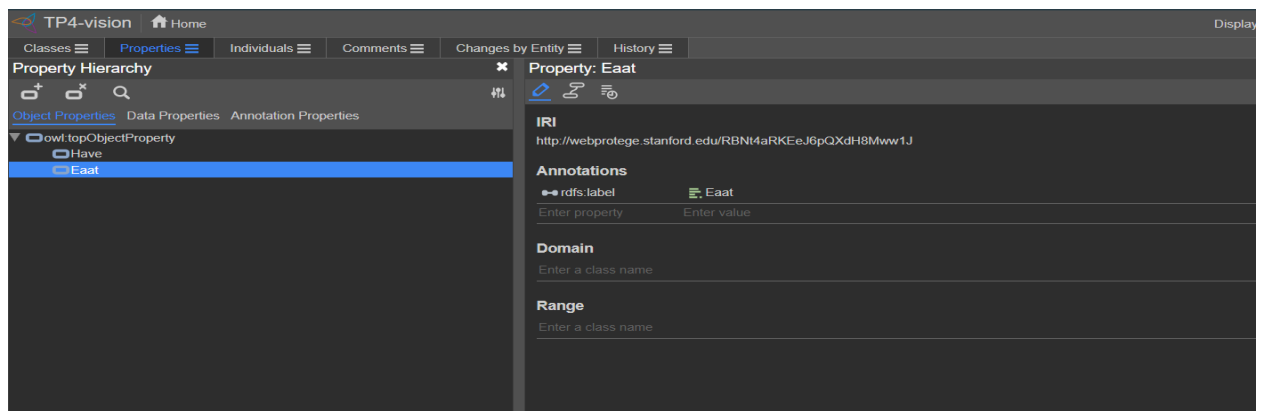 TP4-vision Home Display
Classes Properties Individuals Comments Changes by Entity History
Property Hierarchy
Object Properties Data Properties Annotation Properties
owl:topObjectProperty
Have
Eaat
Property: Eaat
IRI
http://webprotege.stanford.edu/RBNt4aRKEeJ6pQXdH8Mww1J
Annotations
rdfs:label Eaat
Enter property Enter value
Domain
Enter a class name
Range
Enter a class name